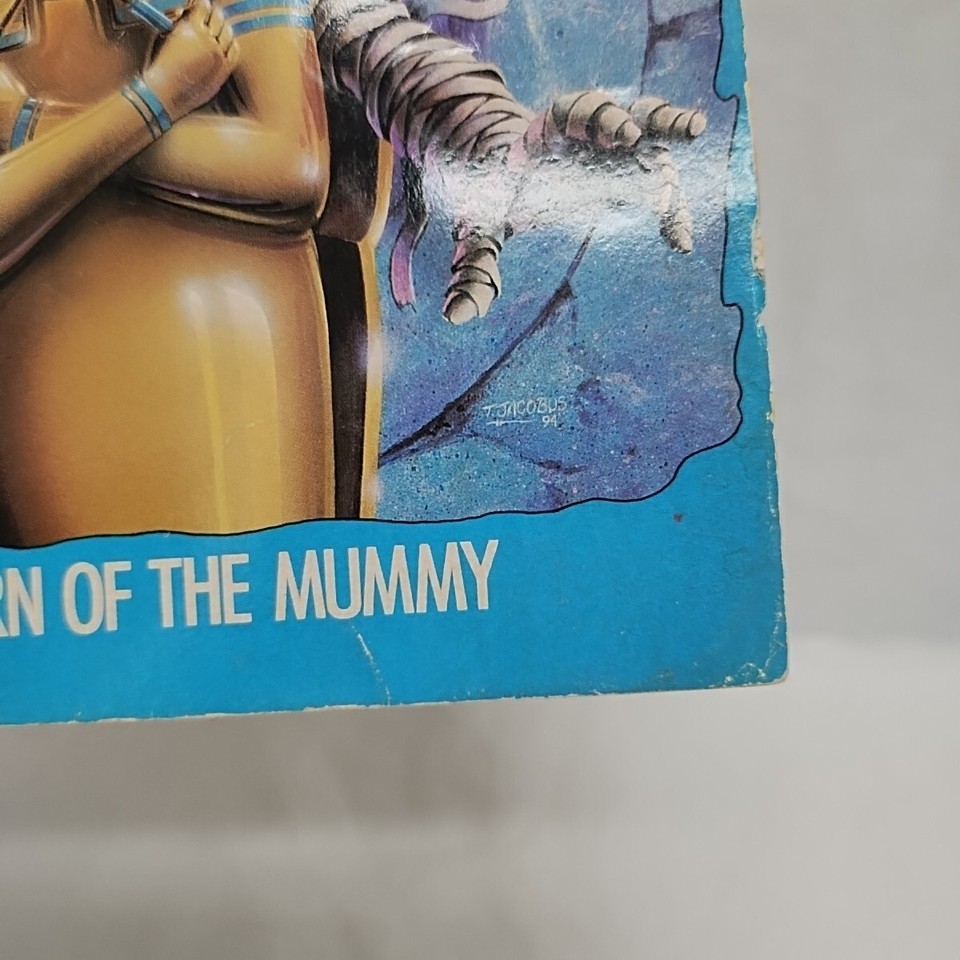 T. JACOBUS
94
RN OF THE MUMMY